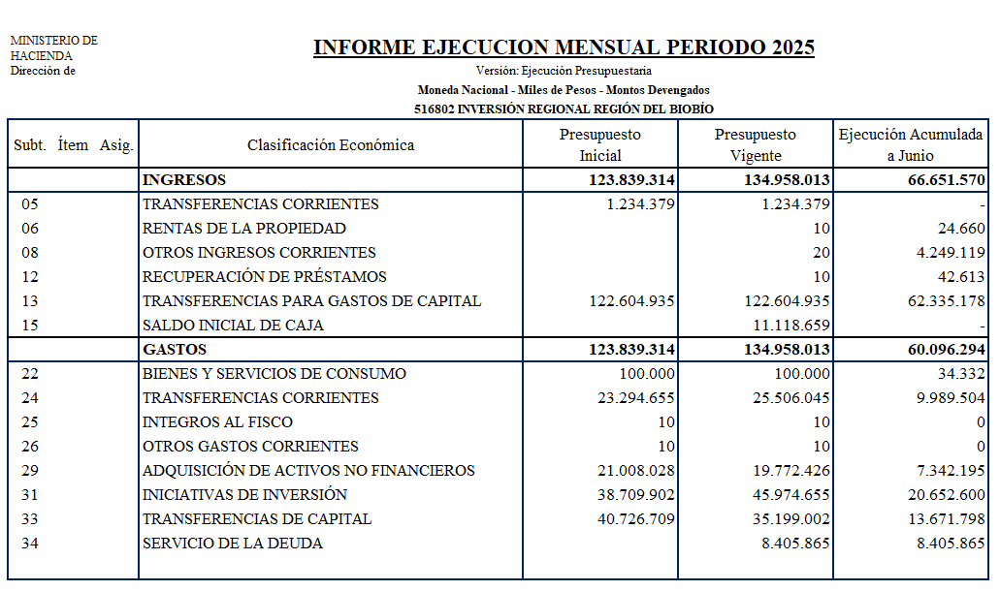 MINISTERIO DE
HACIENDA
Dirección de
INFORME EJECUCION MENSUAL PERIODO 2025
Versión: Ejecución Presupuestaria
Moneda Nacional - Miles de Pesos - Montos Devengados
516802 INVERSIÓN REGIONAL REGIÓN DEL BIOBÍO
Subt. Ítem Asig. Clasificación Económica Presupuesto Inicial Presupuesto Vigente Ejecución Acumulada a Junio
INGRESOS 123.839.314 134.958.013 66.651.570
05 TRANSFERENCIAS CORRIENTES 1.234.379 1.234.379 -
06 RENTAS DE LA PROPIEDAD 10 24.660
08 OTROS INGRESOS CORRIENTES 20 4.249.119
12 RECUPERACIÓN DE PRÉSTAMOS 10 42.613
13 TRANSFERENCIAS PARA GASTOS DE CAPITAL 122.604.935 122.604.935 62.335.178
15 SALDO INICIAL DE CAJA 11.118.659 -
GASTOS 123.839.314 134.958.013 60.096.294
22 BIENES Y SERVICIOS DE CONSUMO 100.000 100.000 34.332
24 TRANSFERENCIAS CORRIENTES 23.294.655 25.506.045 9.989.504
25 INTEGROS AL FISCO 10 10 0
26 OTROS GASTOS CORRIENTES 10 10 0
29 ADQUISICIÓN DE ACTIVOS NO FINANCIEROS 21.008.028 19.772.426 7.342.195
31 INICIATIVAS DE INVERSIÓN 38.709.902 45.974.655 20.652.600
33 TRANSFERENCIAS DE CAPITAL 40.726.709 35.199.002 13.671.798
34 SERVICIO DE LA DEUDA 8.405.865 8.405.865